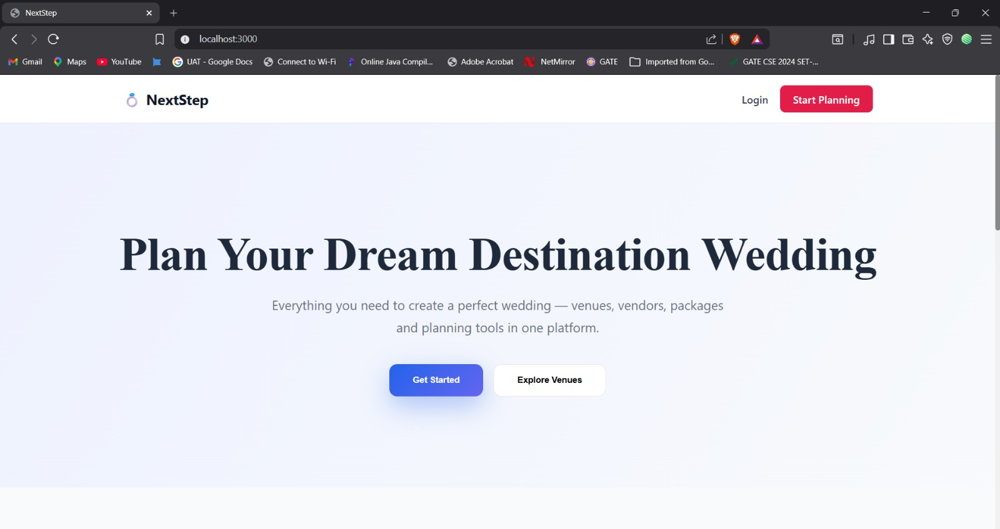 NextStep
localhost:3000
Gmail
Maps
YouTube
UAT - Google Docs
Connect to Wi-Fi
Online Java Compil...
Adobe Acrobat
NetMirror
GATE
Imported from Go...
GATE CSE 2024 SET-...
NextStep
Login
Start Planning
Plan Your Dream Destination Wedding
Everything you need to create a perfect wedding — venues, vendors, packages
and planning tools in one platform.
Get Started
Explore Venues